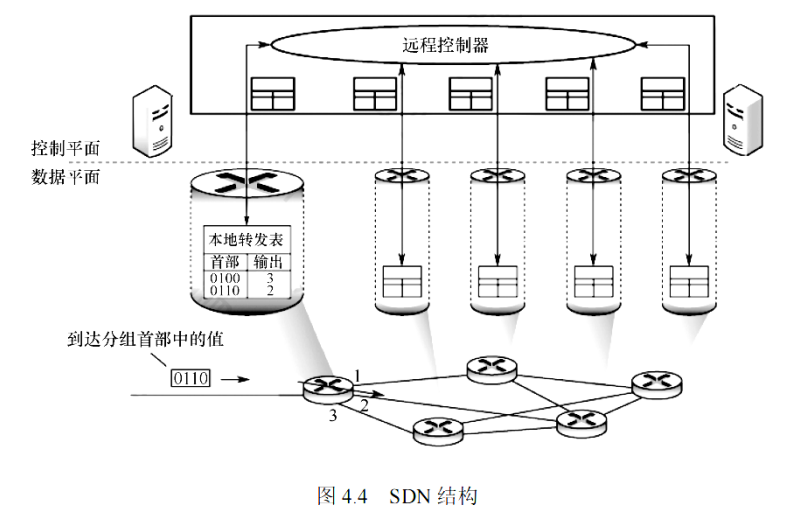 远程控制器
控制平面
数据平面
本地转发表
首部 输出
0100 3
0110 2
到达分组首部中的值
0110
1
2
3
图 4.4 SDN 结构